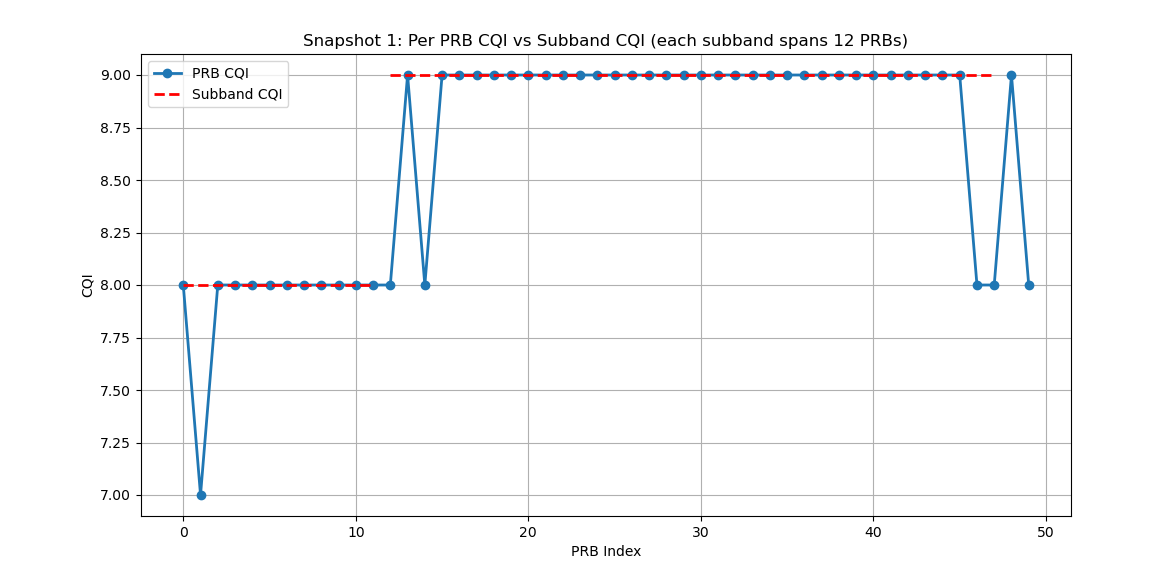 Snapshot 1: Per PRB CQI vs Subband CQI (each subband spans 12 PRBs)
PRB CQI
Subband CQI
CQI
9.00
8.75
8.50
8.25
8.00
7.75
7.50
7.25
7.00
0 10 20 30 40 50
PRB Index